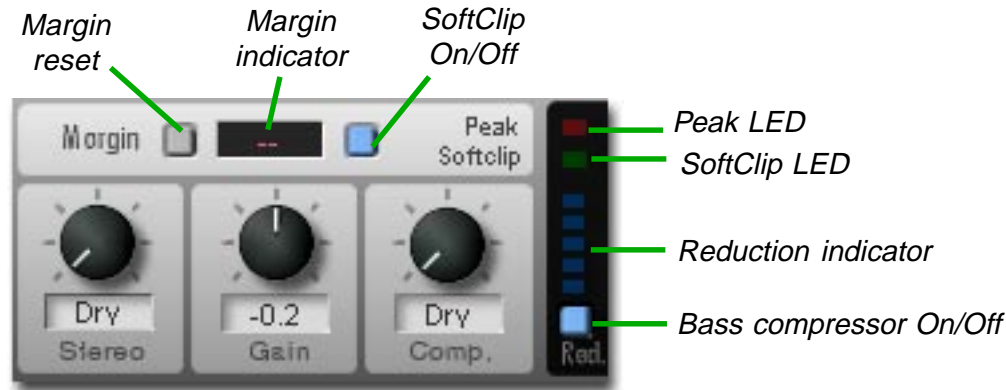 Margin
reset
Margin
indicator
SoftClip
On/Off
Margin
--
Peak
Softclip
Peak LED
SoftClip LED
Reduction indicator
Bass compressor On/Off
Dry
-0.2
Dry
Stereo
Gain
Comp.
Red.